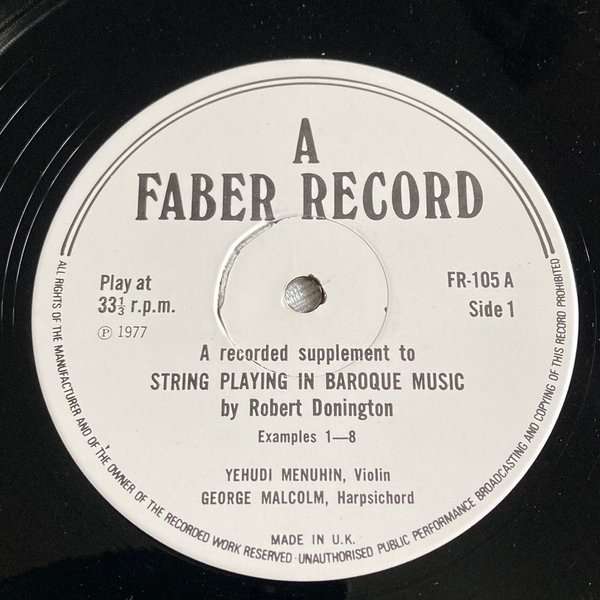 A
FABER RECORD
Play at
33⅓ r.p.m.
℗ 1977
FR-105 A
Side 1
A recorded supplement to
STRING PLAYING IN BAROQUE MUSIC
by Robert Donington
Examples 1—8
YEHUDI MENUHIN, Violin
GEORGE MALCOLM, Harpsichord
MADE IN U.K.
ALL RIGHTS OF THE MANUFACTURER AND OF THE OWNER OF THE RECORDED WORK RESERVED · UNAUTHORISED PUBLIC PERFORMANCE BROADCASTING AND COPYING OF THIS RECORD PROHIBITED